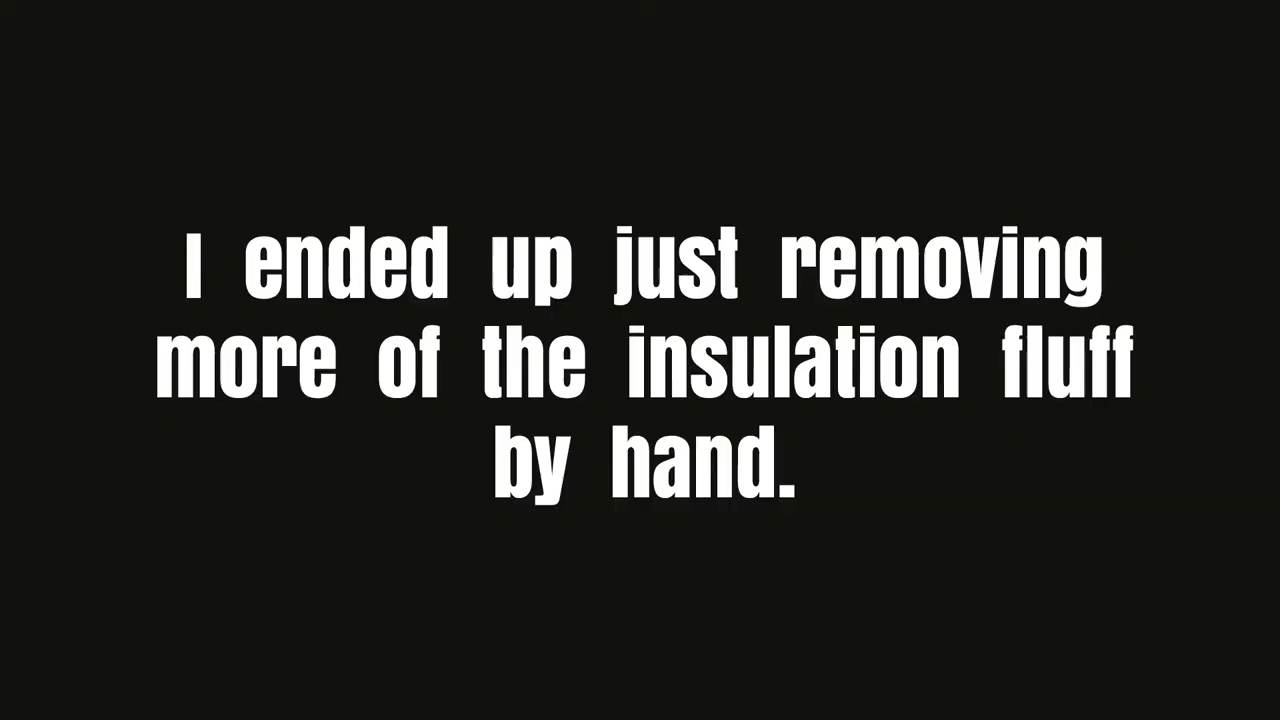 I ended up just removing
more of the insulation fluff
by hand.